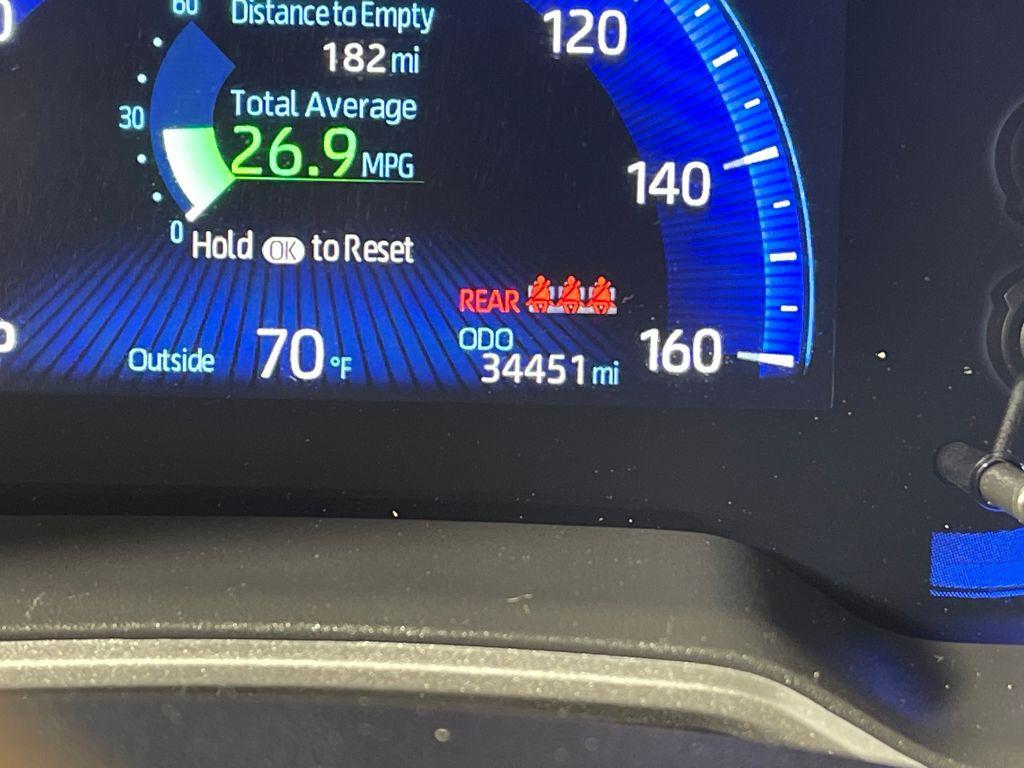 60
Distance to Empty
120
182 mi
Total Average
30
26.9 MPG
140
0
Hold OK to Reset
REAR
ODO
160
Outside 70 °F
34451 mi